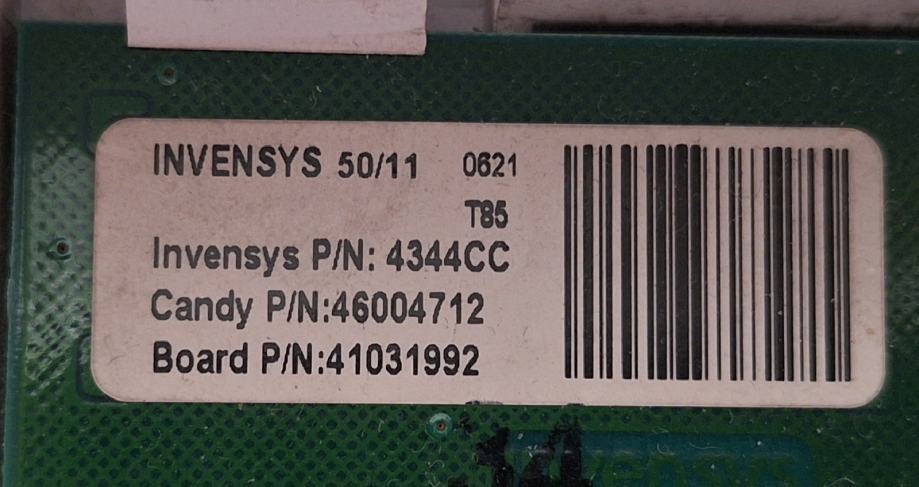 INVENSYS 50/11 0621
T85
Invensys P/N: 4344CC
Candy P/N:46004712
Board P/N:41031992